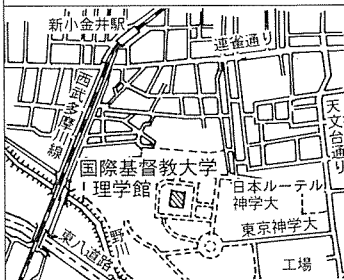 新小金井駅
連雀通り
西武多摩川線
天文台通り
国際基督教大学
理学館
日本ルーテル
神学大
東京神学大
野川
東八道路
工場